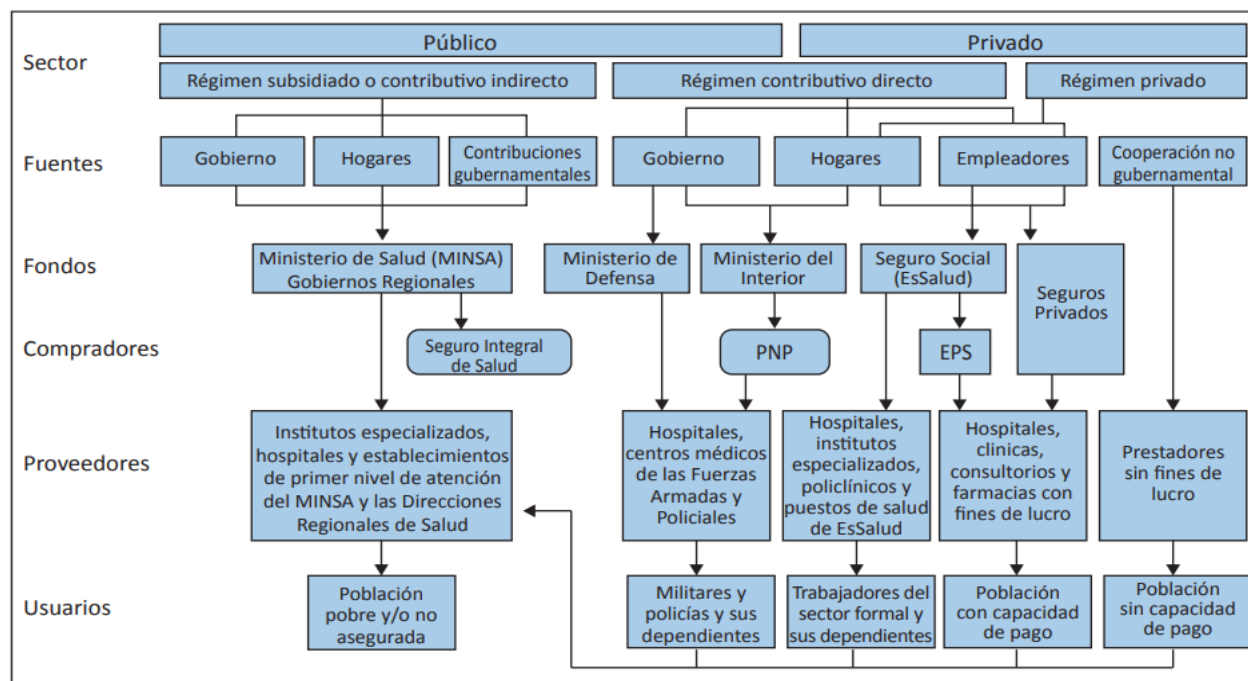 Sector
Público
Privado
Régimen subsidiado o contributivo indirecto
Régimen contributivo directo
Régimen privado
Fuentes
Gobierno
Hogares
Contribuciones
gubernamentales
Gobierno
Hogares
Empleadores
Cooperación no
gubernamental
Fondos
Ministerio de Salud (MINSA)
Gobiernos Regionales
Ministerio de
Defensa
Ministerio del
Interior
Seguro Social
(EsSalud)
Seguros
Privados
Compradores
Seguro Integral
de Salud
PNP
EPS
Proveedores
Institutos especializados,
hospitales y establecimientos
de primer nivel de atención
del MINSA y las Direcciones
Regionales de Salud
Hospitales,
centros médicos
de las Fuerzas
Armadas y
Policiales
Hospitales,
institutos
especializados,
policlínicos y
puestos de salud
de EsSalud
Hospitales,
clinicas,
consultorios y
farmacias con
fines de lucro
Prestadores
sin fines de
lucro
Usuarios
Población
pobre y/o no
asegurada
Militares y
policías y sus
dependientes
Trabajadores del
sector formal y
sus dependientes
Población
con capacidad
de pago
Población
sin capacidad
de pago